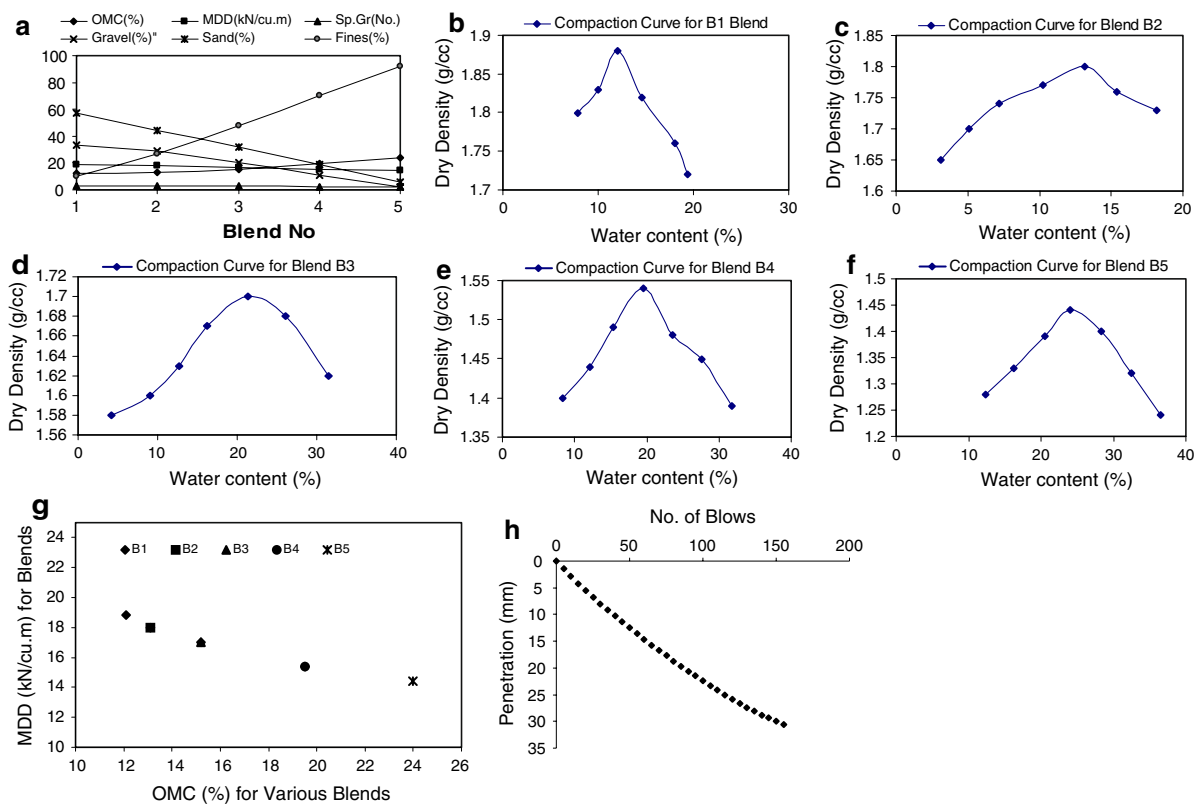 a
OMC(%) MDD(kN/cu.m) Sp.Gr(No.)
Gravel(%)" Sand(%) Fines(%)
100
80
60
40
20
0
1 2 3 4 5
Blend No
b
Compaction Curve for B1 Blend
Dry Density (g/cc)
1.9
1.85
1.8
1.75
1.7
0 10 20 30
Water content (%)
c
Compaction Curve for Blend B2
Dry Density (g/cc)
1.85
1.8
1.75
1.7
1.65
1.6
0 5 10 15 20
Water content (%)
d
Compaction Curve for Blend B3
Dry Density (g/cc)
1.72
1.7
1.68
1.66
1.64
1.62
1.6
1.58
1.56
0 10 20 30 40
Water content (%)
e
Compaction Curve for Blend B4
Dry Density (g/cc)
1.55
1.5
1.45
1.4
1.35
0 10 20 30 40
Water content (%)
f
Compaction Curve for Blend B5
Dry Density (g/cc)
1.5
1.45
1.4
1.35
1.3
1.25
1.2
0 10 20 30 40
Water content (%)
g
MDD (kN/cu.m) for Blends
24
22
20
18
16
14
12
10
B1 B2 B3 B4 B5
10 12 14 16 18 20 22 24 26
OMC (%) for Various Blends
h
No. of Blows
0 50 100 150 200
Penetration (mm)
0
5
10
15
20
25
30
35